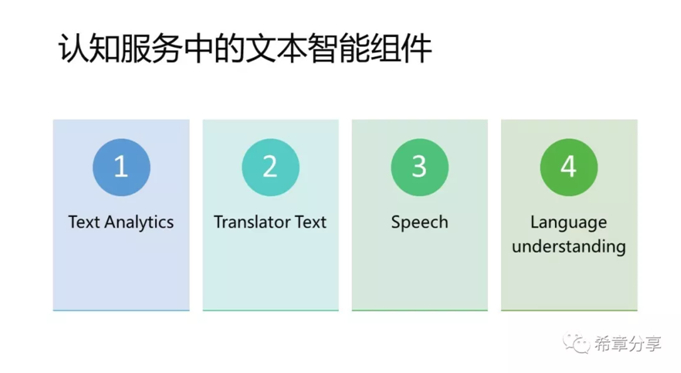 认知服务中的文本智能组件
1
Text Analytics
2
Translator Text
3
Speech
4
Language
understanding
希章分享